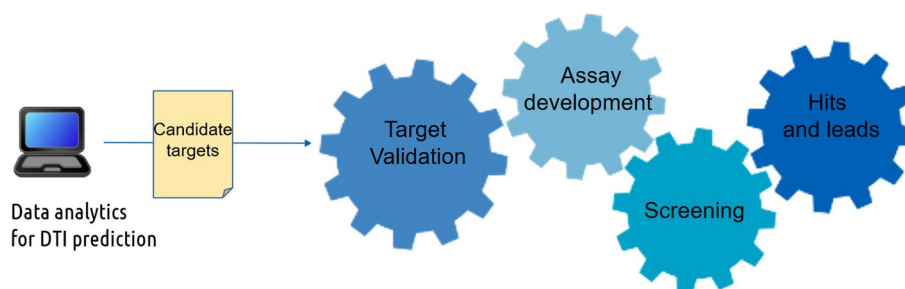 Data analytics
for DTI prediction
Candidate
targets
Target
Validation
Assay
development
Screening
Hits
and leads